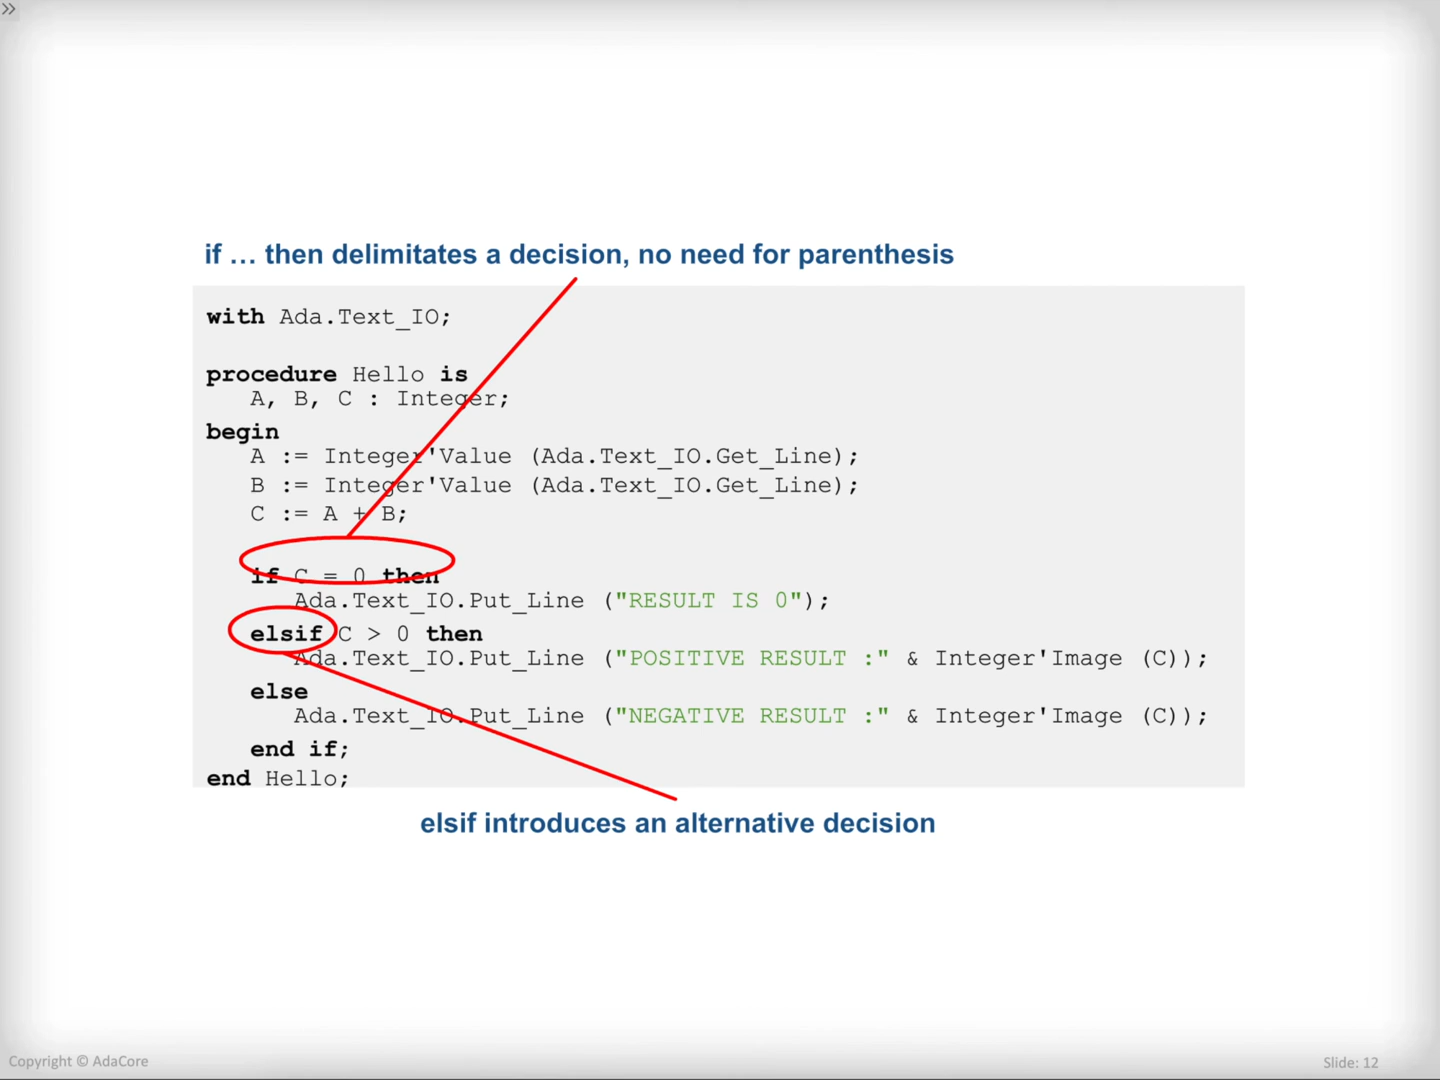 if … then delimitates a decision, no need for parenthesis
with Ada.Text_IO;
procedure Hello is
A, B, C : Integer;
begin
A := Integer'Value (Ada.Text_IO.Get_Line);
B := Integer'Value (Ada.Text_IO.Get_Line);
C := A + B;
if C = 0 then
Ada.Text_IO.Put_Line ("RESULT IS 0");
elsif C > 0 then
Ada.Text_IO.Put_Line ("POSITIVE RESULT :" & Integer'Image (C));
else
Ada.Text_IO.Put_Line ("NEGATIVE RESULT :" & Integer'Image (C));
end if;
end Hello;
elsif introduces an alternative decision
Copyright © AdaCore
Slide: 12